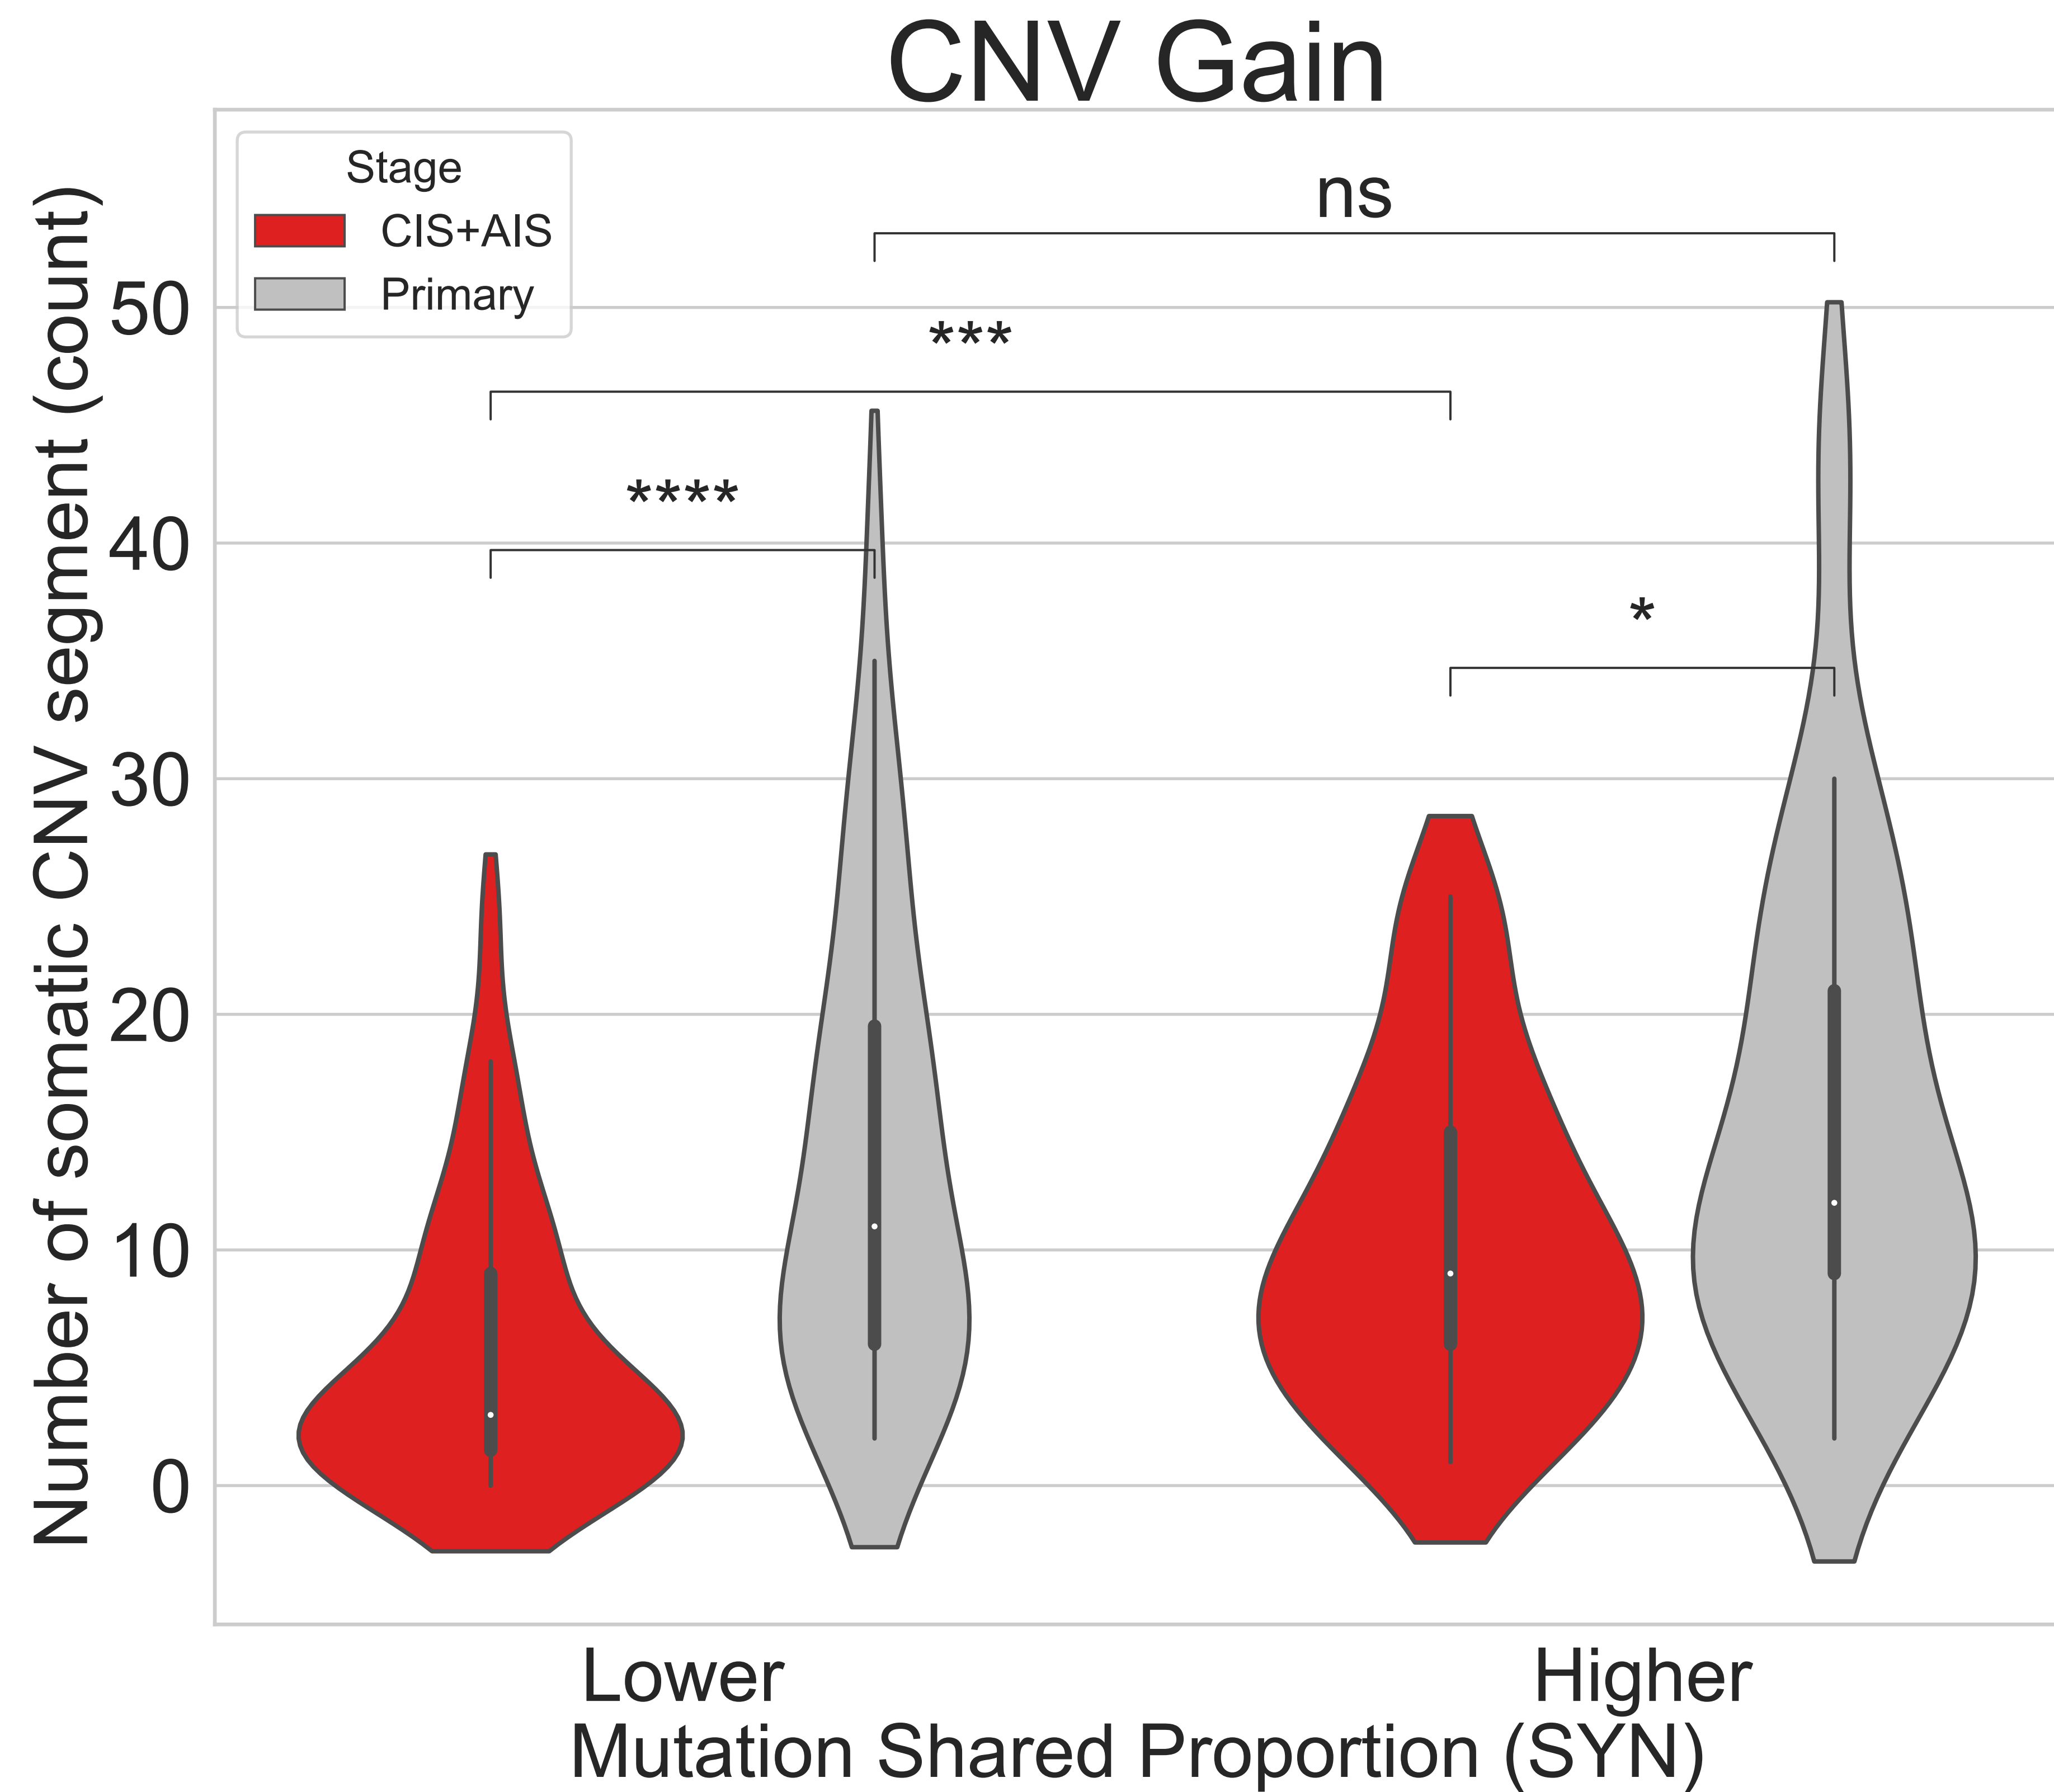 CNV Gain
Stage
CIS+AIS
Primary
ns
***
****
*
Number of somatic CNV segment (count)
50
40
30
20
10
0
Lower
Higher
Mutation Shared Proportion (SYN)